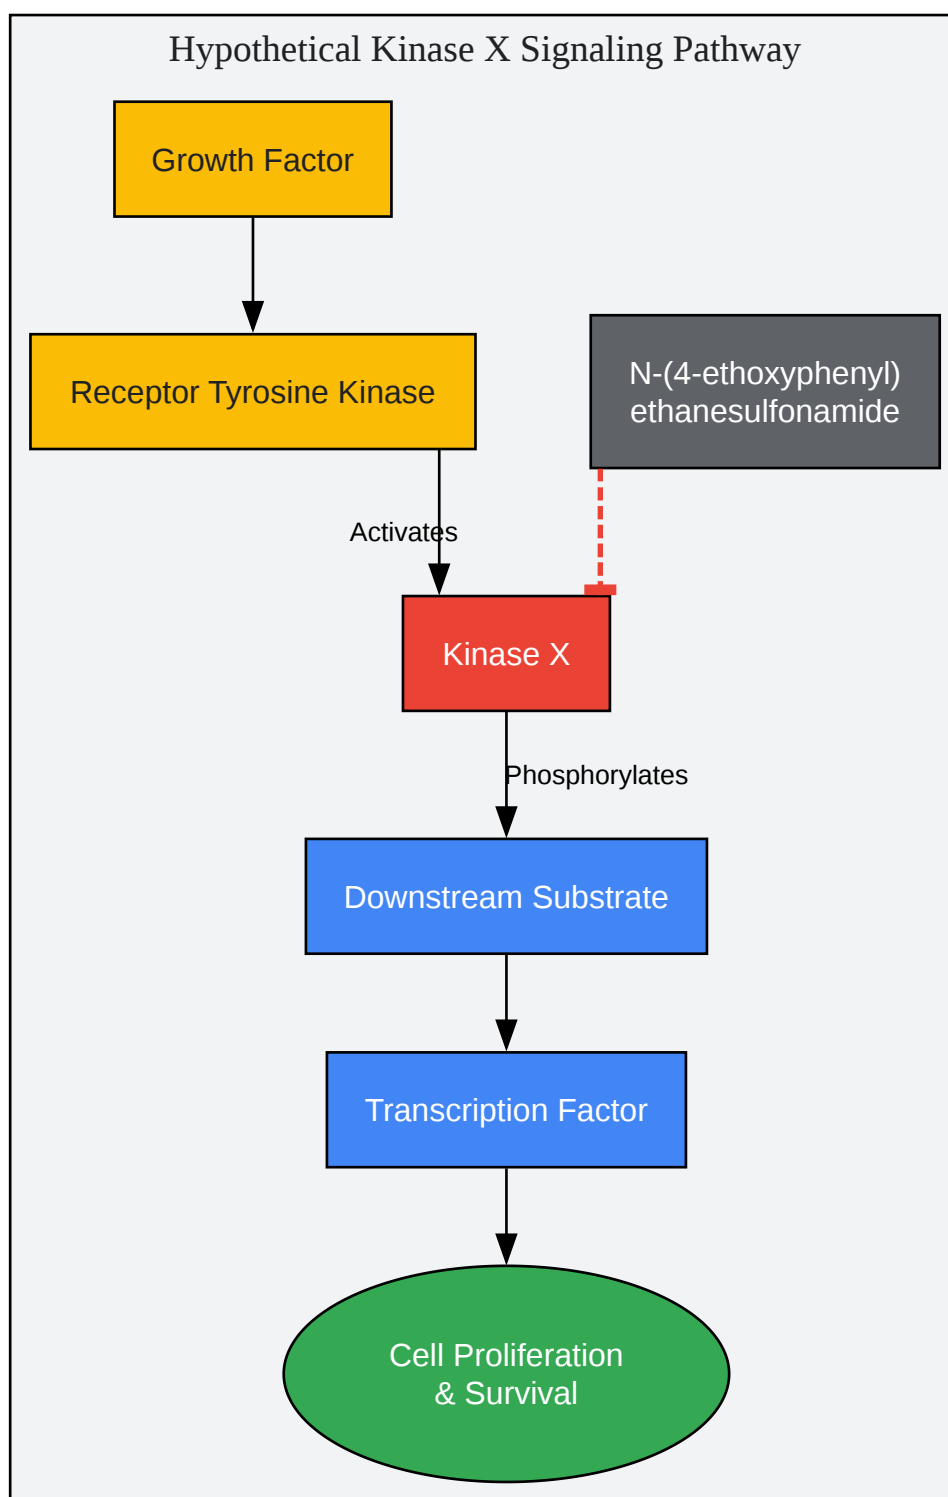 Hypothetical Kinase X Signaling Pathway
Growth Factor
Receptor Tyrosine Kinase
N-(4-ethoxyphenyl)
ethanesulfonamide
Activates
Kinase X
Phosphorylates
Downstream Substrate
Transcription Factor
Cell Proliferation
& Survival